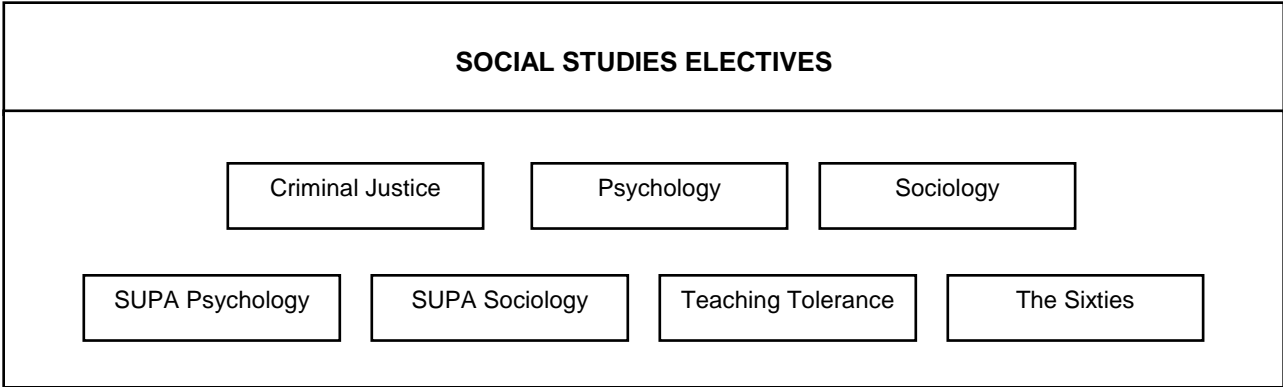 SOCIAL STUDIES ELECTIVES
Criminal Justice
Psychology
Sociology
SUPA Psychology
SUPA Sociology
Teaching Tolerance
The Sixties